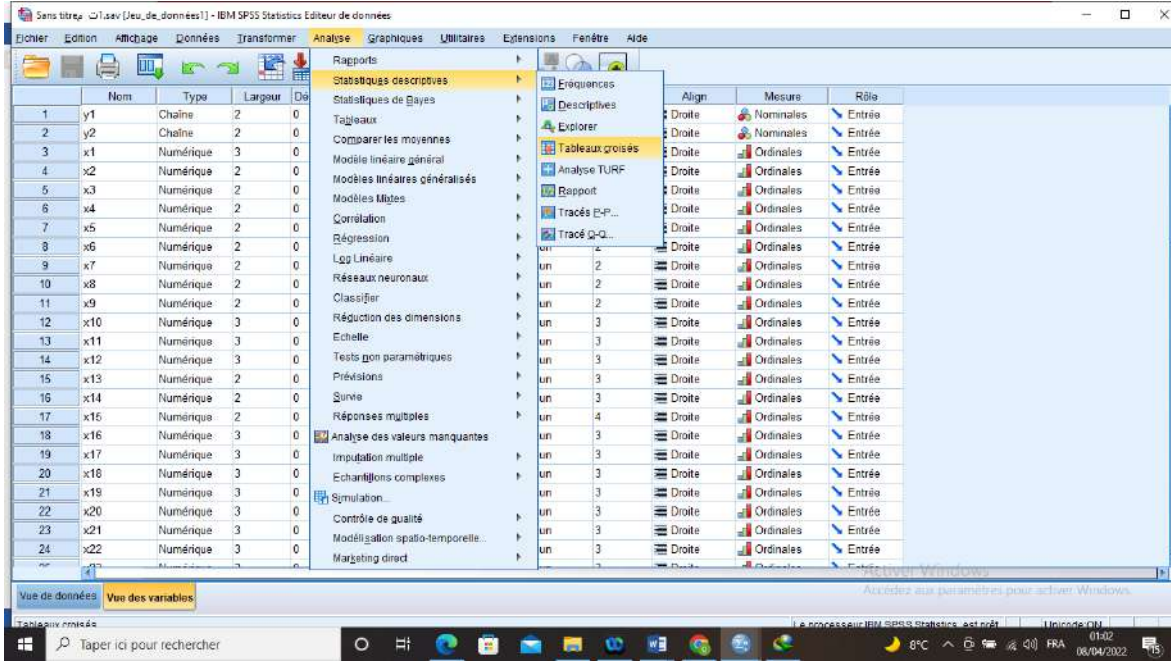 Sans titre ات.sav [Jeu_de_données1] - IBM SPSS Statistics Editeur de données
Fichier Edition Affichage Données Transformer Analyse Graphiques Utilitaires Extensions Fenêtre Aide
Rapports
Statistiques descriptives
Statistiques de Bayes
Tableaux
Comparer les moyennes
Modèle linéaire général
Modèles linéaires généralisés
Modèles Mixtes
Corrélation
Régression
Log Linéaire
Réseaux neuronaux
Classifier
Réduction des dimensions
Echelle
Tests non paramétriques
Prévisions
Survie
Réponses multiples
Analyse des valeurs manquantes
Imputation multiple
Echantillons complexes
Simulation...
Contrôle de qualité
Modélisation spatio-temporelle...
Marketing direct
Fréquences
Descriptives
Explorer
Tableaux croisés
Analyse TURF
Rapport
Tracés P-P...
Tracé Q-Q...
Nom Type Largeur Dé Align Mesure Rôle
1 y1 Chaîne 2 0 Droite Nominales Entrée
2 y2 Chaîne 2 0 Droite Nominales Entrée
3 x1 Numérique 3 0 Droite Ordinales Entrée
4 x2 Numérique 2 0 Droite Ordinales Entrée
5 x3 Numérique 2 0 Droite Ordinales Entrée
6 x4 Numérique 2 0 Droite Ordinales Entrée
7 x5 Numérique 2 0 Droite Ordinales Entrée
8 x6 Numérique 2 0 un 2 Droite Ordinales Entrée
9 x7 Numérique 2 0 un 2 Droite Ordinales Entrée
10 x8 Numérique 2 0 un 2 Droite Ordinales Entrée
11 x9 Numérique 2 0 un 2 Droite Ordinales Entrée
12 x10 Numérique 3 0 un 3 Droite Ordinales Entrée
13 x11 Numérique 3 0 un 3 Droite Ordinales Entrée
14 x12 Numérique 3 0 un 3 Droite Ordinales Entrée
15 x13 Numérique 2 0 un 3 Droite Ordinales Entrée
16 x14 Numérique 2 0 un 3 Droite Ordinales Entrée
17 x15 Numérique 2 0 un 4 Droite Ordinales Entrée
18 x16 Numérique 3 0 un 3 Droite Ordinales Entrée
19 x17 Numérique 3 0 un 3 Droite Ordinales Entrée
20 x18 Numérique 3 0 un 3 Droite Ordinales Entrée
21 x19 Numérique 3 0 un 3 Droite Ordinales Entrée
22 x20 Numérique 3 0 un 3 Droite Ordinales Entrée
23 x21 Numérique 3 0 un 3 Droite Ordinales Entrée
24 x22 Numérique 3 0 un 3 Droite Ordinales Entrée
Activer Windows
Accédez aux paramètres pour activer Windows.
Vue de données Vue des variables
Tableaux croisés Le processeur IBM SPSS Statistics est prêt Unicode:ON
Taper ici pour rechercher 8°C FRA 01:02
08/04/2022 15